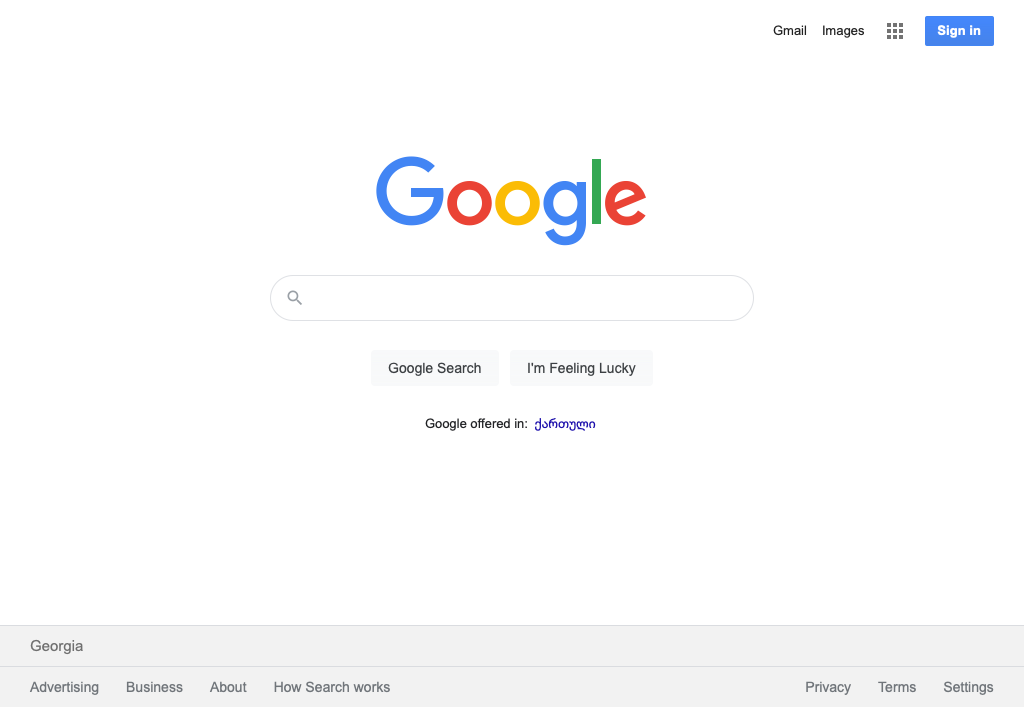 Gmail Images Sign in
Google
Google Search I'm Feeling Lucky
Google offered in: ქართული
Georgia
Advertising Business About How Search works Privacy Terms Settings